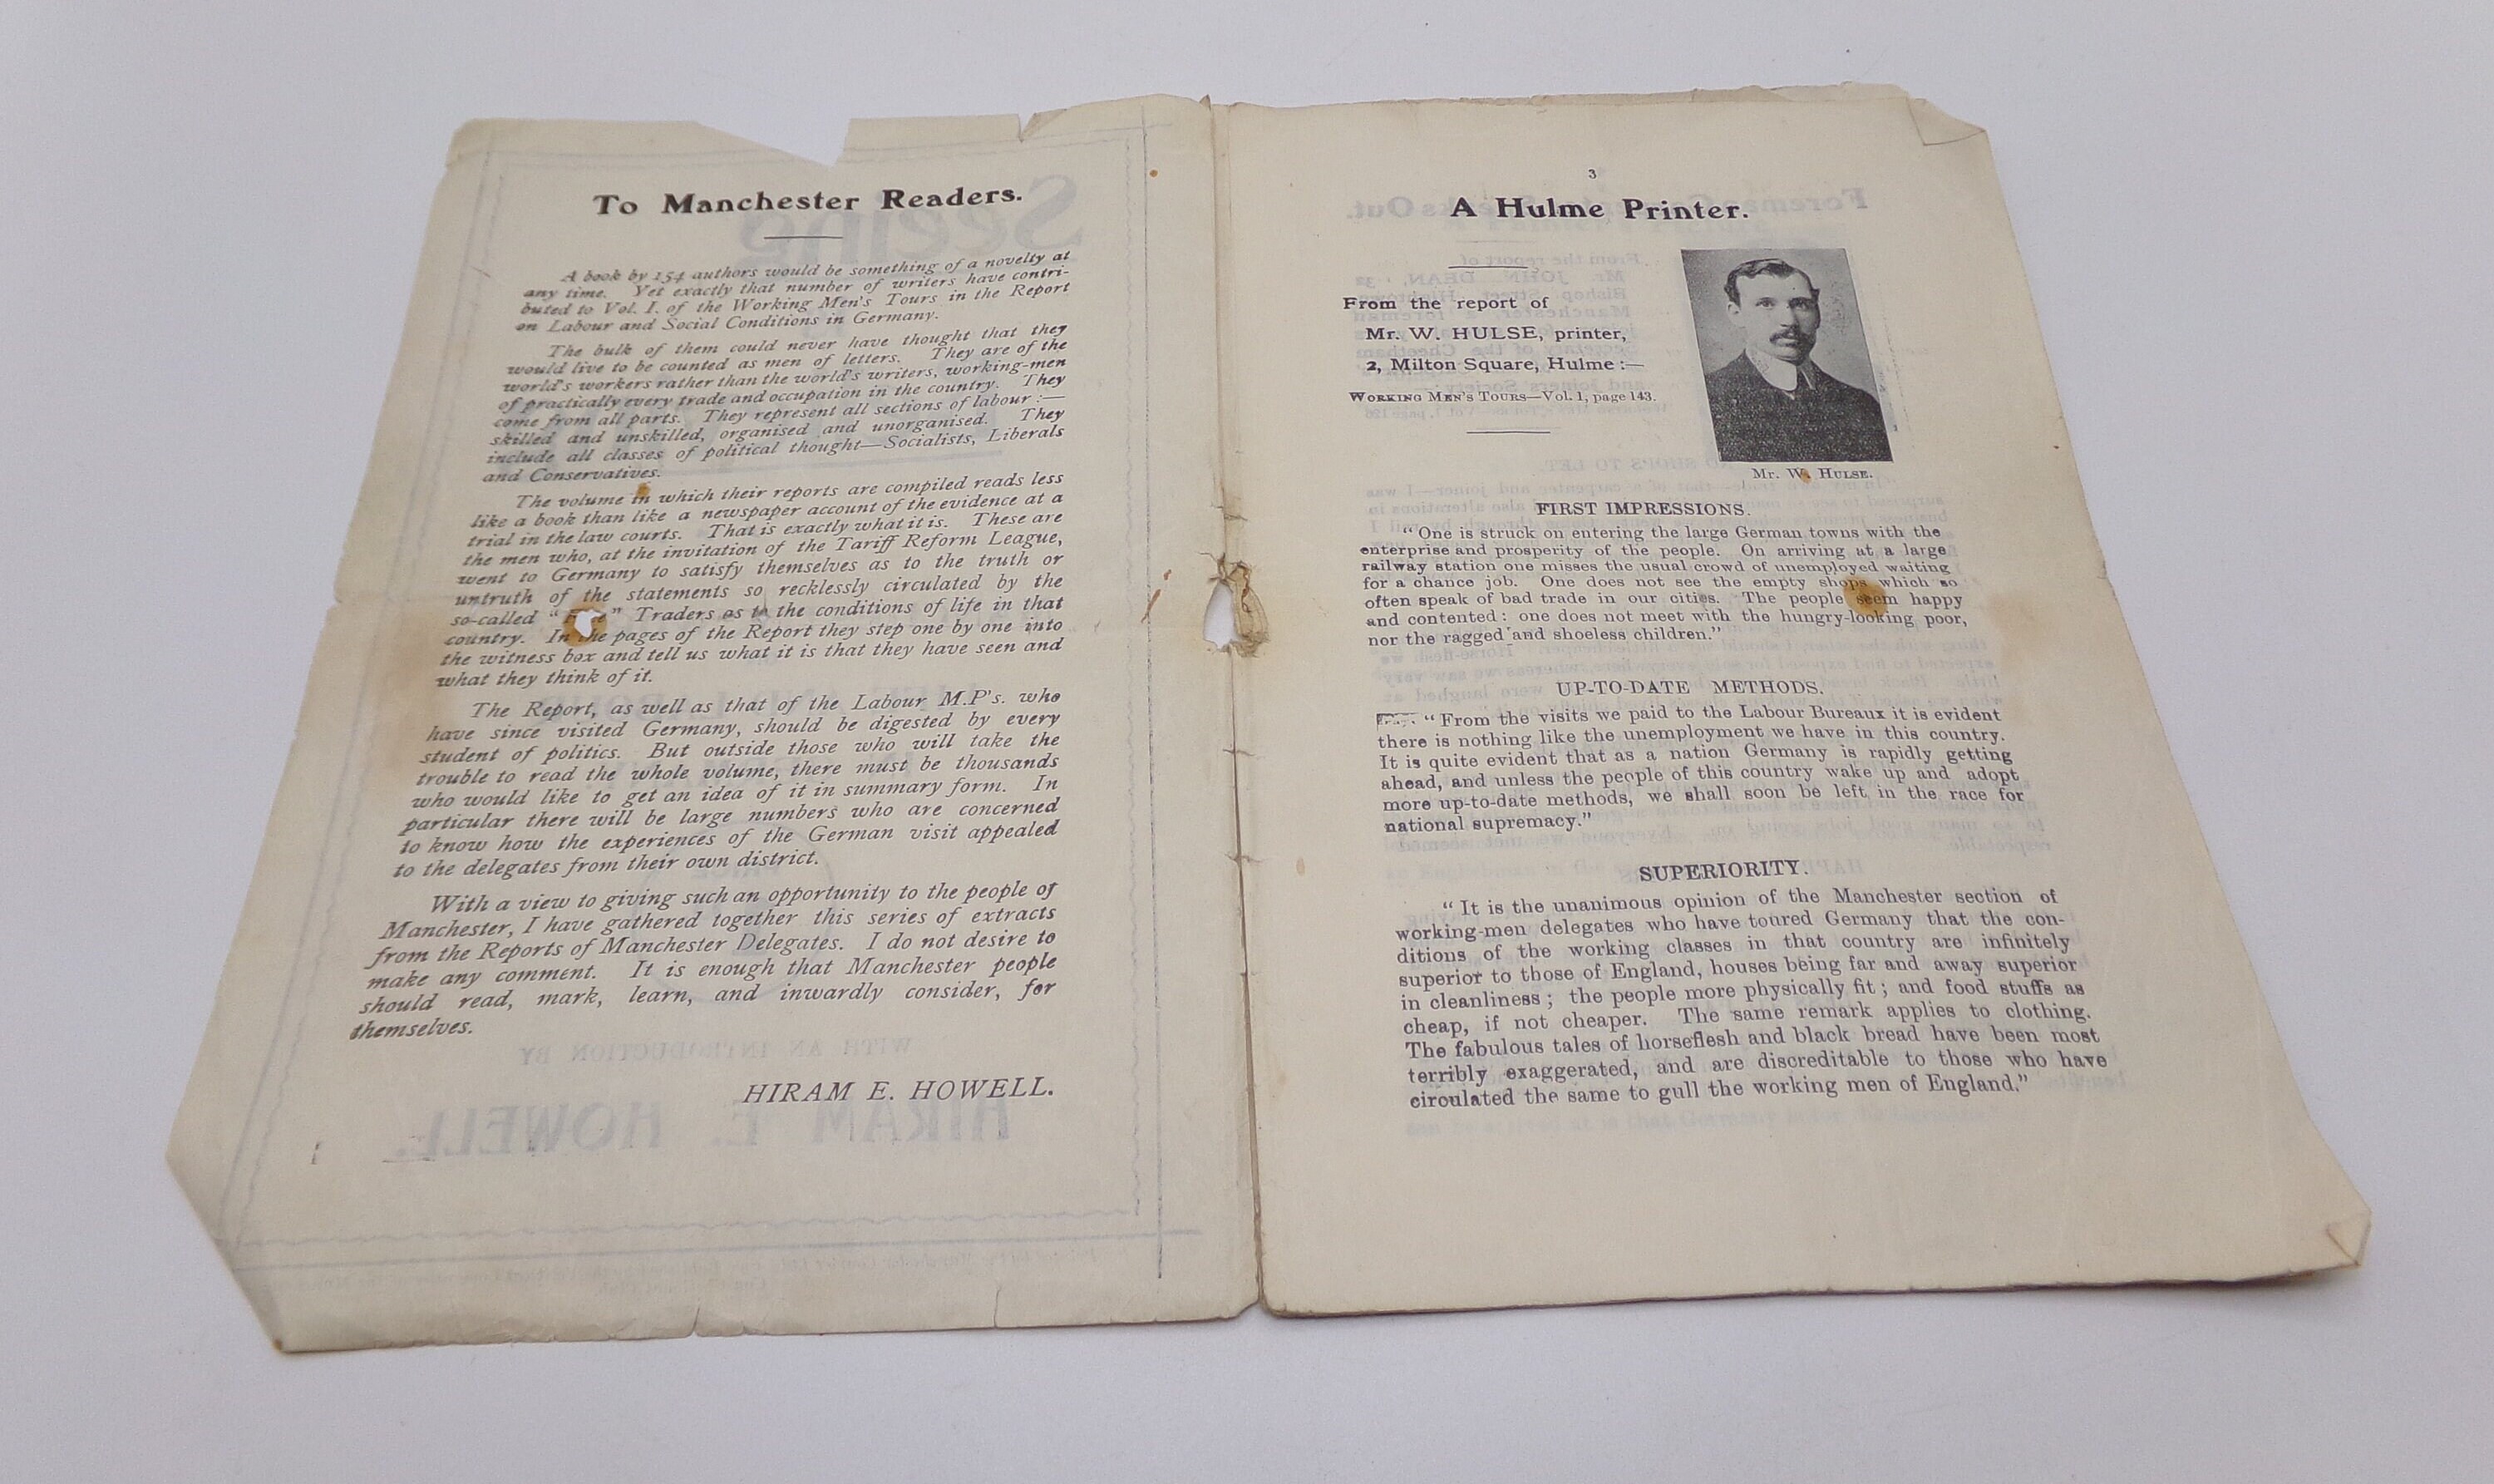 To Manchester Readers.
A book by 154 authors would be something of a novelty at
any time. Yet exactly that number of writers have contri-
buted to Vol. I. of the Working Men's Tours in the Report
on Labour and Social Conditions in Germany.
The bulk of them could never have thought that they
would live to be counted as men of letters. They are of the
world's workers rather than the world's writers, working-men
of practically every trade and occupation in the country. They
come from all parts. They represent all sections of labour :—
skilled and unskilled, organised and unorganised. They
include all classes of political thought—Socialists, Liberals
and Conservatives.
The volume in which their reports are compiled reads less
like a book than like a newspaper account of the evidence at a
trial in the law courts. That is exactly what it is. These are
the men who, at the invitation of the Tariff Reform League,
went to Germany to satisfy themselves as to the truth or
untruth of the statements so recklessly circulated by the
so-called " " Traders as to the conditions of life in that
country. In the pages of the Report they step one by one into
the witness box and tell us what it is that they have seen and
what they think of it.
The Report, as well as that of the Labour M.P's. who
have since visited Germany, should be digested by every
student of politics. But outside those who will take the
trouble to read the whole volume, there must be thousands
who would like to get an idea of it in summary form. In
particular there will be large numbers who are concerned
to know how the experiences of the German visit appealed
to the delegates from their own district.
With a view to giving such an opportunity to the people of
Manchester, I have gathered together this series of extracts
from the Reports of Manchester Delegates. I do not desire to
make any comment. It is enough that Manchester people
should read, mark, learn, and inwardly consider, for
themselves.
HIRAM E. HOWELL.
3
A Hulme Printer.
From the report of
Mr. W. HULSE, printer,
2, Milton Square, Hulme :—
WORKING MEN'S TOURS—Vol. 1, page 143.
Mr. W. HULSE.
FIRST IMPRESSIONS.
"One is struck on entering the large German towns with the
enterprise and prosperity of the people. On arriving at a large
railway station one misses the usual crowd of unemployed waiting
for a chance job. One does not see the empty shops which so
often speak of bad trade in our cities. The people seem happy
and contented: one does not meet with the hungry-looking poor,
nor the ragged and shoeless children."
UP-TO-DATE METHODS.
"From the visits we paid to the Labour Bureaux it is evident
there is nothing like the unemployment we have in this country.
It is quite evident that as a nation Germany is rapidly getting
ahead, and unless the people of this country wake up and adopt
more up-to-date methods, we shall soon be left in the race for
national supremacy."
SUPERIORITY.
"It is the unanimous opinion of the Manchester section of
working-men delegates who have toured Germany that the con-
ditions of the working classes in that country are infinitely
superior to those of England, houses being far and away superior
in cleanliness; the people more physically fit; and food stuffs as
cheap, if not cheaper. The same remark applies to clothing.
The fabulous tales of horseflesh and black bread have been most
terribly exaggerated, and are discreditable to those who have
circulated the same to gull the working men of England."